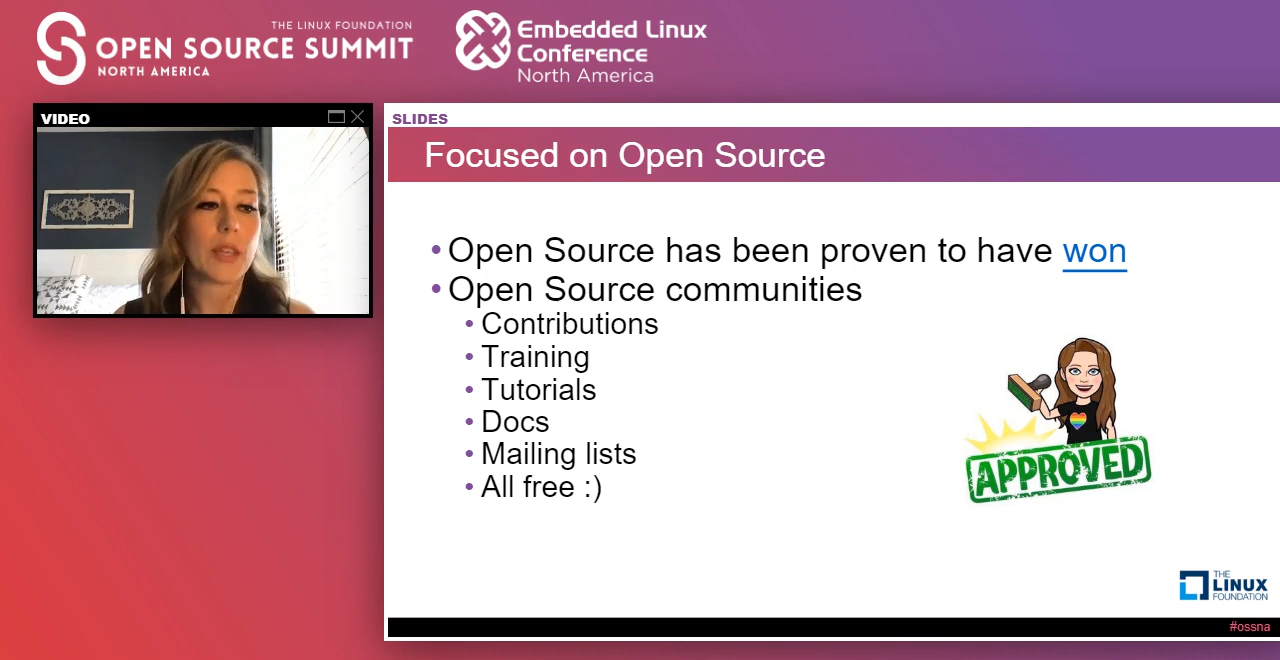 THE LINUX FOUNDATION
OPEN SOURCE SUMMIT
NORTH AMERICA
Embedded Linux
Conference
North America
VIDEO
SLIDES
Focused on Open Source
• Open Source has been proven to have won
• Open Source communities
• Contributions
• Training
• Tutorials
• Docs
• Mailing lists
• All free :)
APPROVED
THE
LINUX
FOUNDATION
#ossna